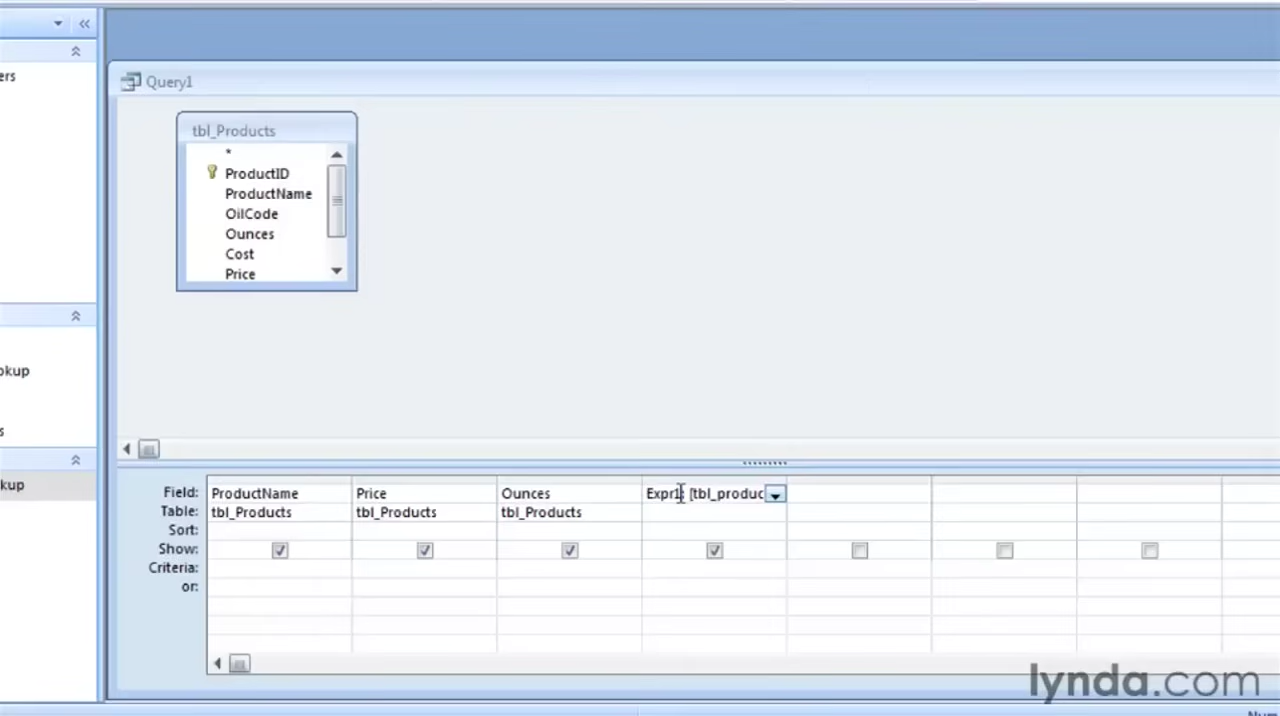 ers
okup
s
kup
Query1
tbl_Products
*
ProductID
ProductName
OilCode
Ounces
Cost
Price
Field: ProductName Price Ounces Expr1: [tbl_produc
Table: tbl_Products tbl_Products tbl_Products
Sort:
Show:
Criteria:
or:
lynda.com